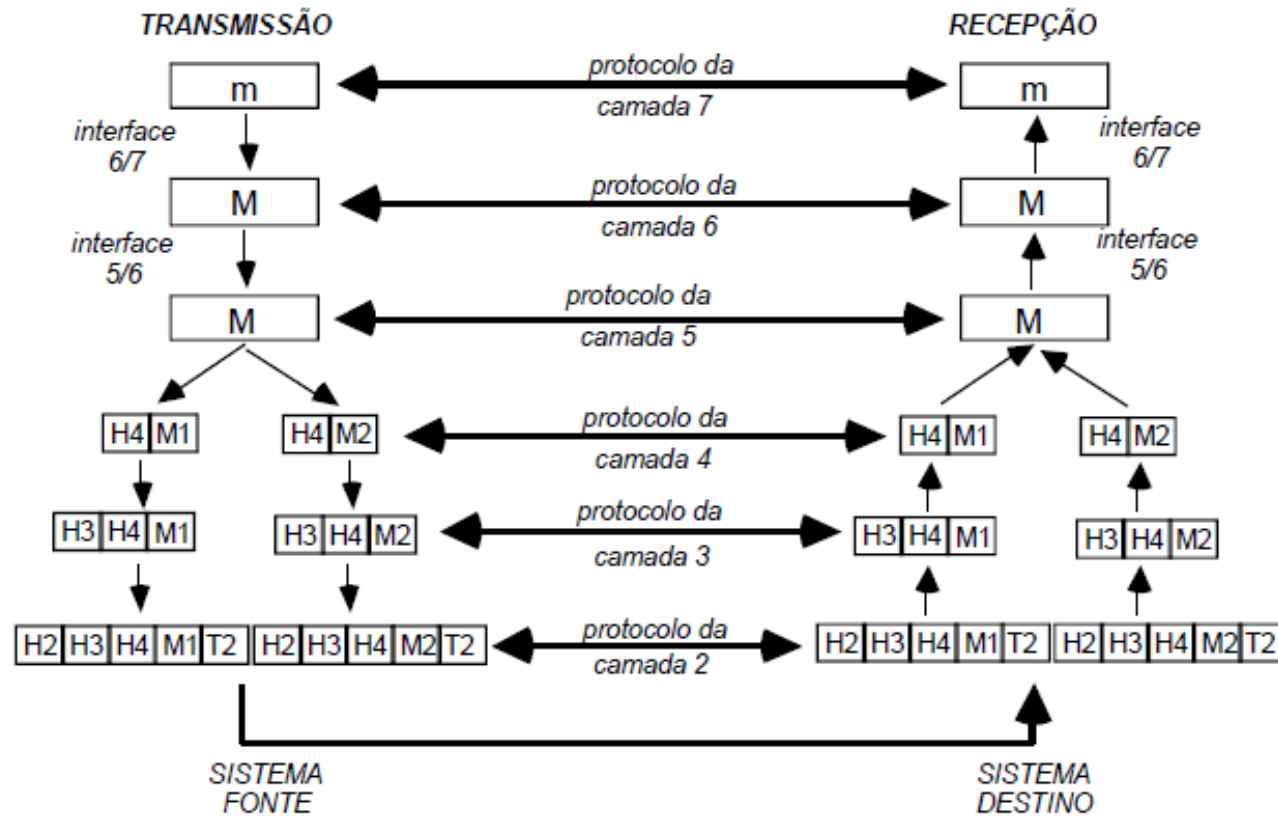 TRANSMISSÃO
RECEPÇÃO
m
protocolo da
camada 7
m
interface
6/7
interface
6/7
M
protocolo da
camada 6
M
interface
5/6
interface
5/6
M
protocolo da
camada 5
M
H4 M1
H4 M2
protocolo da
camada 4
H4 M1
H4 M2
H3 H4 M1
H3 H4 M2
protocolo da
camada 3
H3 H4 M1
H3 H4 M2
H2 H3 H4 M1 T2
H2 H3 H4 M2 T2
protocolo da
camada 2
H2 H3 H4 M1 T2
H2 H3 H4 M2 T2
SISTEMA
FONTE
SISTEMA
DESTINO